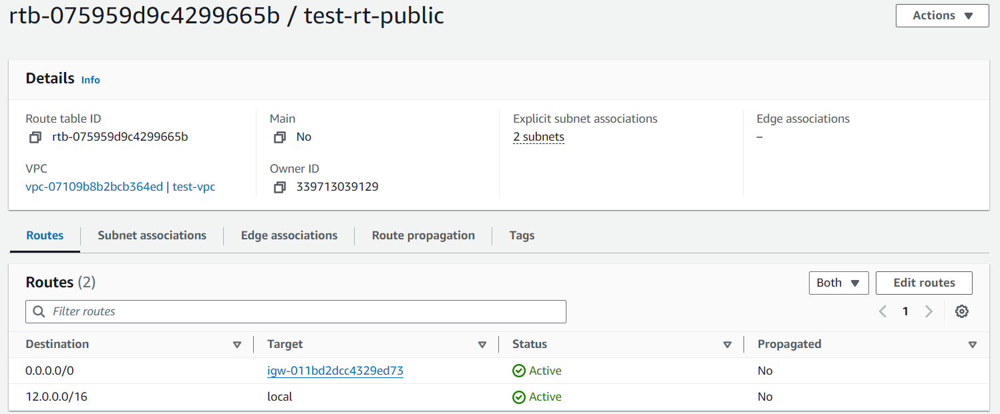 rtb-075959d9c4299665b / test-rt-public
Actions
Details Info
Route table ID
rtb-075959d9c4299665b
Main
No
Explicit subnet associations
2 subnets
Edge associations
–
VPC
vpc-07109b8b2bcb364ed | test-vpc
Owner ID
339713039129
Routes Subnet associations Edge associations Route propagation Tags
Routes (2)
Both Edit routes
Filter routes
1
Destination Target Status Propagated
0.0.0.0/0 igw-011bd2dcc4329ed73 Active No
12.0.0.0/16 local Active No